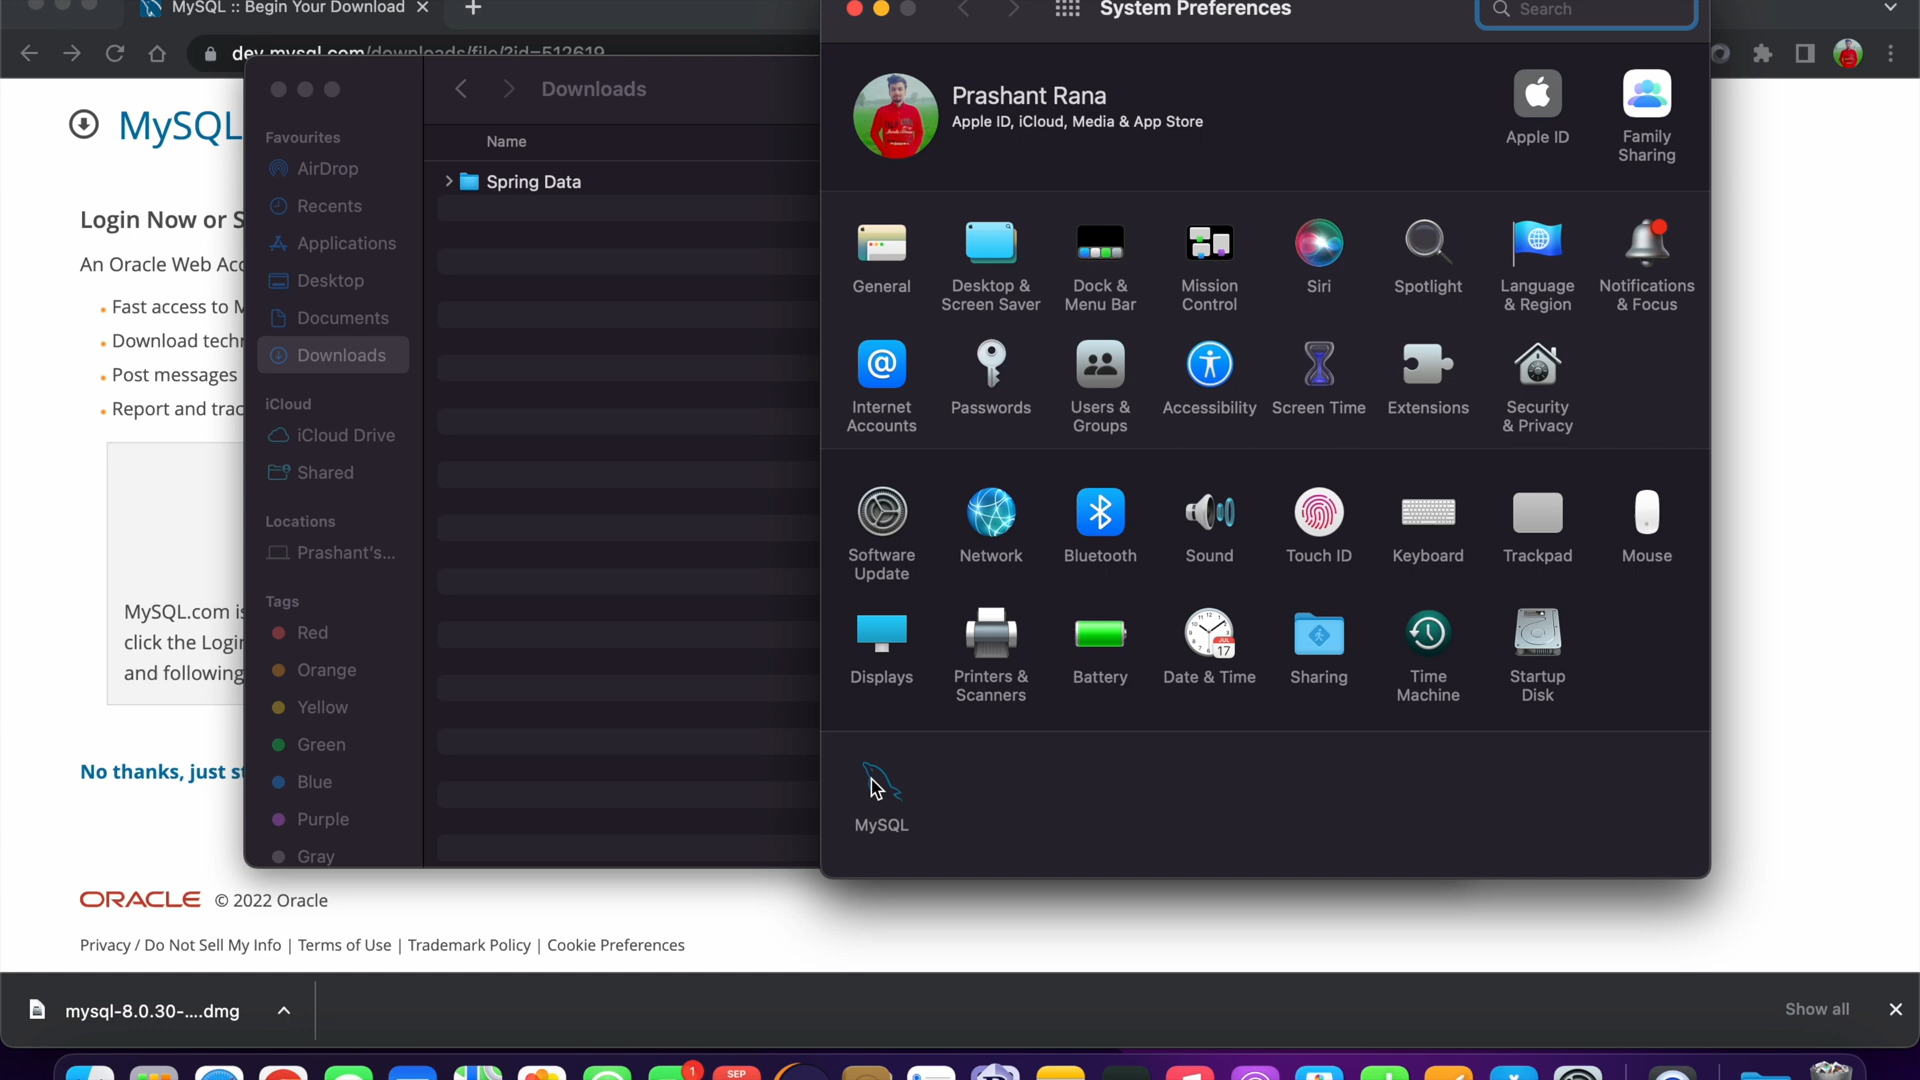 MySQL :: Begin Your Download
dev.mysql.com/downloads/file/?id=512619
MySQL
Login Now or S
An Oracle Web Acc
Fast access to M
Download techn
Post messages
Report and trac
MySQL.com is
click the Login
and following
No thanks, just st
ORACLE © 2022 Oracle
Privacy / Do Not Sell My Info | Terms of Use | Trademark Policy | Cookie Preferences
mysql-8.0.30-....dmg
Show all
Favourites
AirDrop
Recents
Applications
Desktop
Documents
Downloads
iCloud
iCloud Drive
Shared
Locations
Prashant's...
Tags
Red
Orange
Yellow
Green
Blue
Purple
Gray
Downloads
Name
Spring Data
System Preferences
Search
Prashant Rana
Apple ID, iCloud, Media & App Store
Apple ID
Family
Sharing
General
Desktop &
Screen Saver
Dock &
Menu Bar
Mission
Control
Siri
Spotlight
Language
& Region
Notifications
& Focus
Internet
Accounts
Passwords
Users &
Groups
Accessibility
Screen Time
Extensions
Security
& Privacy
Software
Update
Network
Bluetooth
Sound
Touch ID
Keyboard
Trackpad
Mouse
Displays
Printers &
Scanners
Battery
JUL
17
Date & Time
Sharing
Time
Machine
Startup
Disk
MySQL
1
SEP